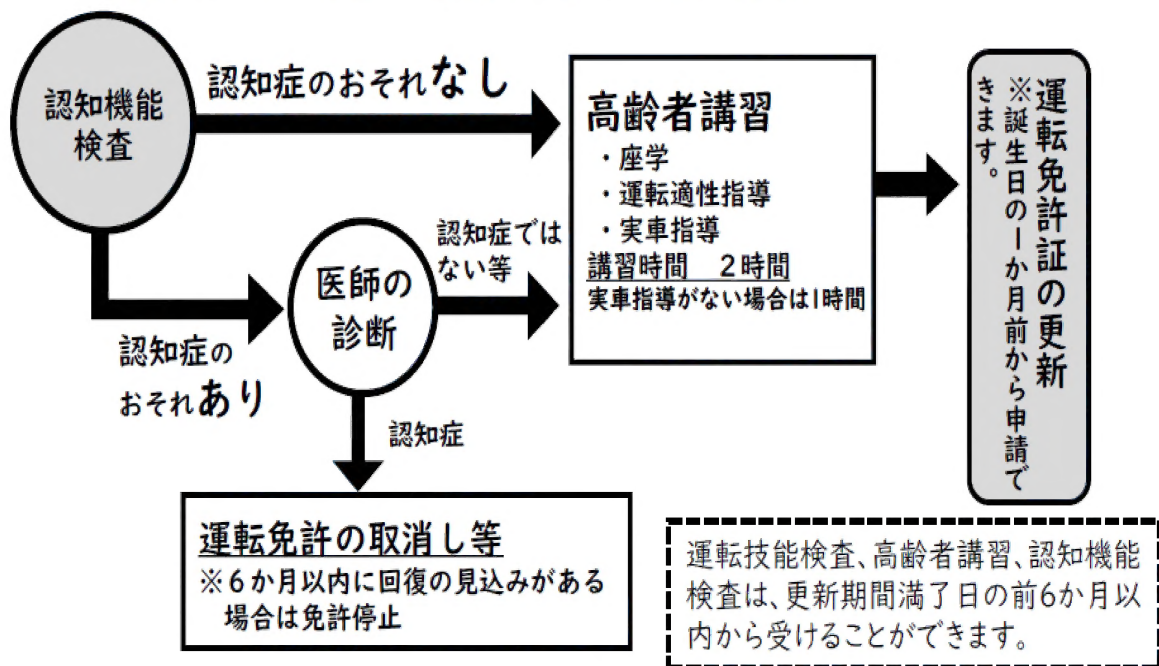 認知機能
検査
認知症のおそれなし
認知症の
おそれあり
医師の
診断
認知症では
ない等
認知症
高齢者講習
・座学
・運転適性指導
・実車指導
講習時間　2時間
実車指導がない場合は1時間
運転免許証の更新
※誕生日の一か月前から申請で
きます。
運転免許の取消し等
※6か月以内に回復の見込みがある
場合は免許停止
運転技能検査、高齢者講習、認知機能
検査は、更新期間満了日の前6か月以
内から受けることができます。